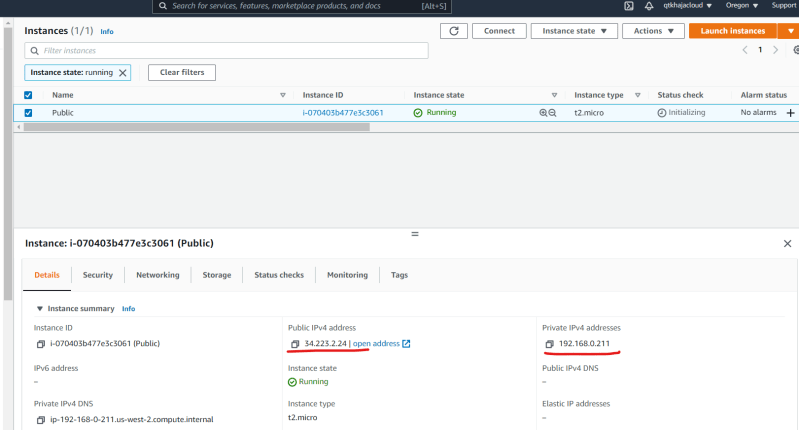 Search for services, features, marketplace products, and docs [Alt+S] qtkhajacloud Oregon Support
Instances (1/1) Info Connect Instance state Actions Launch instances
Filter instances 1
Instance state: running Clear filters
Name Instance ID Instance state Instance type Status check Alarm status
Public i-070403b477e3c3061 Running t2.micro Initializing No alarms
Instance: i-070403b477e3c3061 (Public)
Details Security Networking Storage Status checks Monitoring Tags
Instance summary Info
Instance ID Public IPv4 address Private IPv4 addresses
i-070403b477e3c3061 (Public) 34.223.2.24 | open address 192.168.0.211
IPv6 address Instance state Public IPv4 DNS
– Running –
Private IPv4 DNS Instance type Elastic IP addresses
ip-192-168-0-211.us-west-2.compute.internal t2.micro –